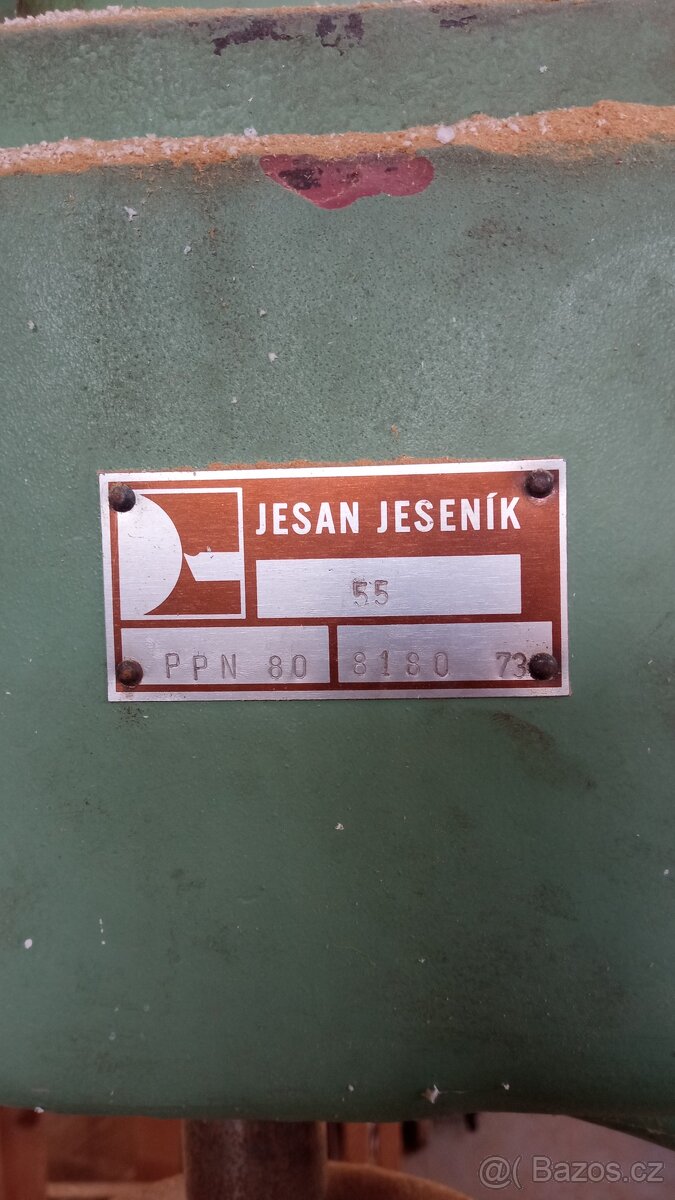 JESAN JESENÍK
55
PPN 80 8180 73
@( Bazos.cz